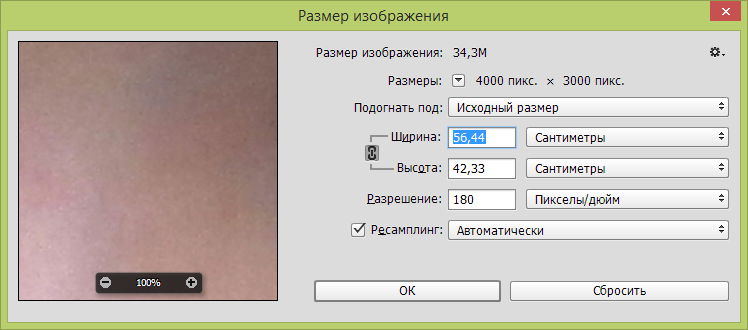 Размер изображения
Размер изображения: 34,3M
Размеры: 4000 пикс. × 3000 пикс.
Подогнать под: Исходный размер
Ширина: 56,44 Сантиметры
Высота: 42,33 Сантиметры
Разрешение: 180 Пикселы/дюйм
Ресамплинг: Автоматически
100%
ОК Сбросить